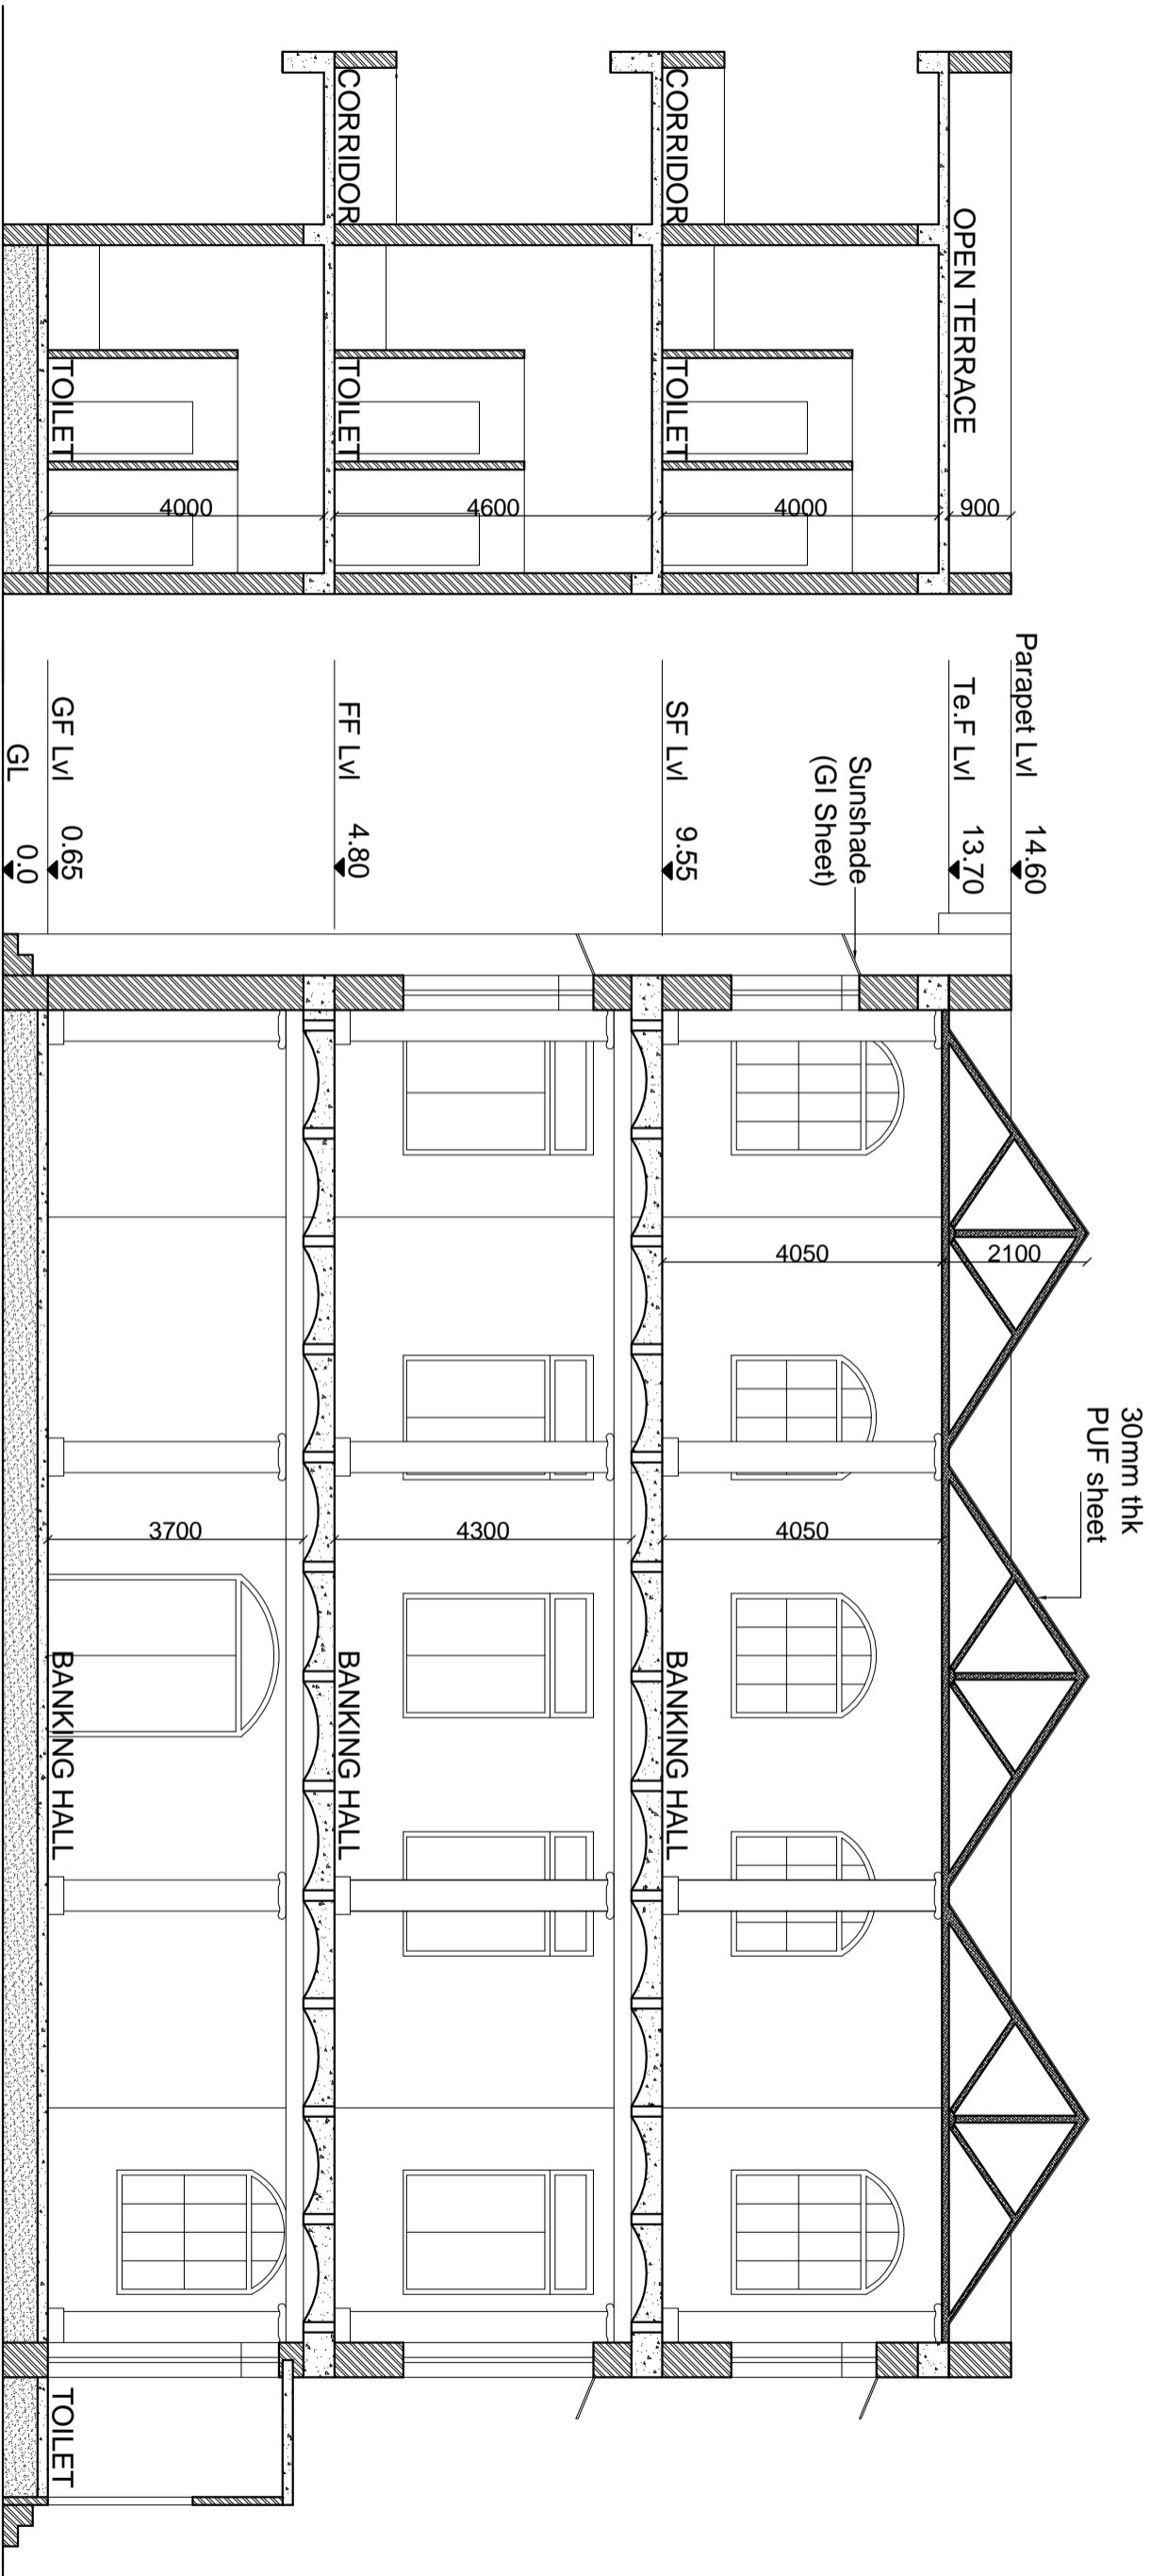 30mm thk
PUF sheet
Parapet Lvl 14.60
Te.F Lvl 13.70
Sunshade
(GI Sheet)
SF Lvl 9.55
FF Lvl 4.80
GF Lvl 0.65
GL 0.0
OPEN TERRACE
900
2100
CORRIDOR
TOILET
4000
4050
4050
BANKING HALL
CORRIDOR
TOILET
4600
4300
BANKING HALL
TOILET
4000
3700
BANKING HALL
TOILET